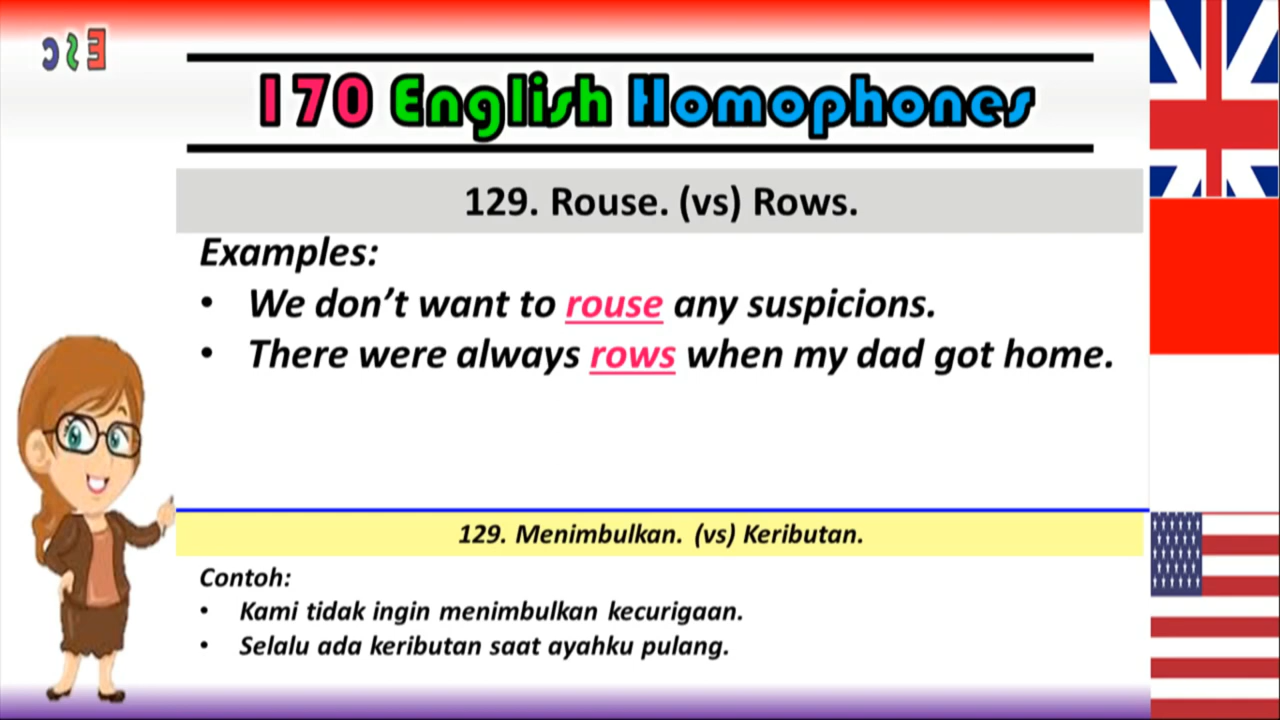 ESC
170 English Homophones
129. Rouse. (vs) Rows.
Examples:
• We don’t want to rouse any suspicions.
• There were always rows when my dad got home.
129. Menimbulkan. (vs) Keributan.
Contoh:
• Kami tidak ingin menimbulkan kecurigaan.
• Selalu ada keributan saat ayahku pulang.